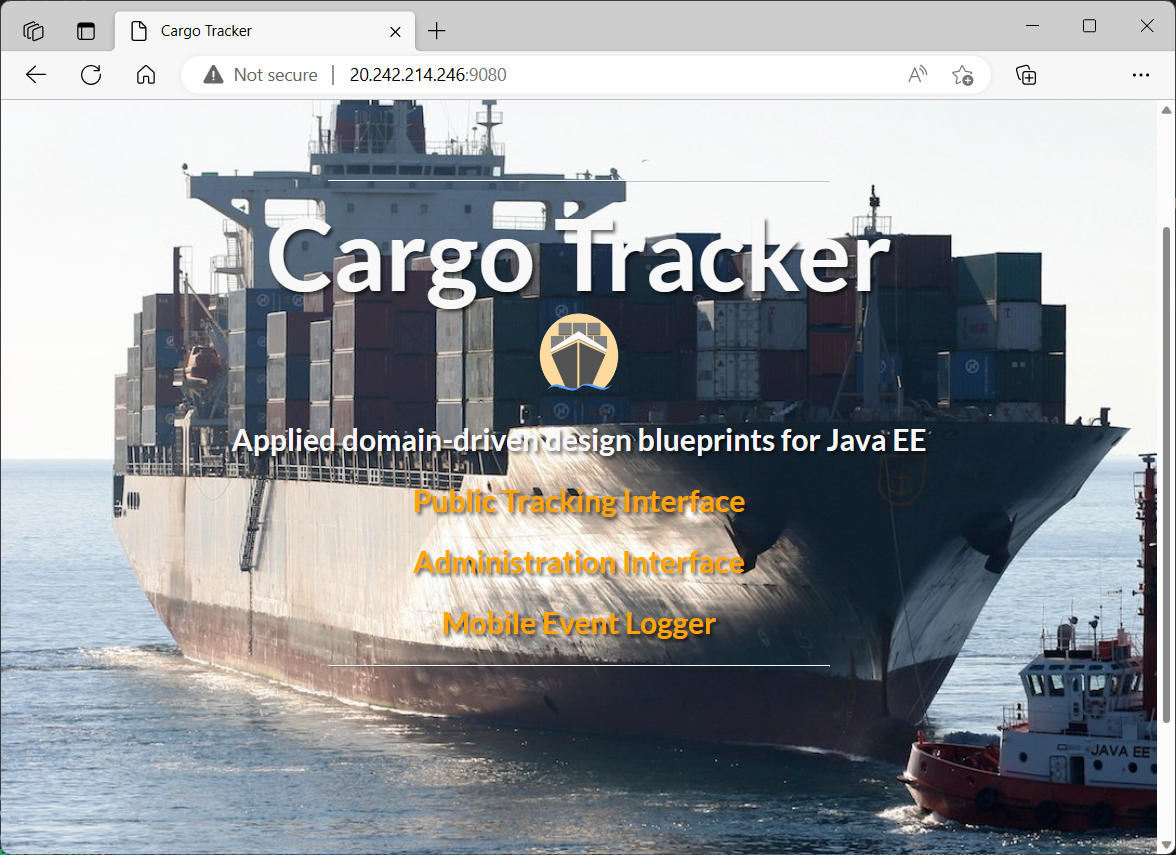 Cargo Tracker
Not secure
20.242.214.246:9080
Cargo Tracker
Applied domain-driven design blueprints for Java EE
Public Tracking Interface
Administration Interface
Mobile Event Logger
JAVA EE